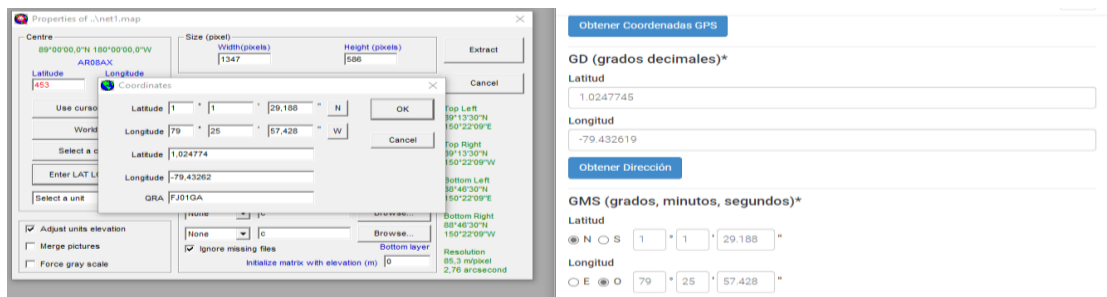 Properties of ..\net1.map
Centre
89°00'00,0"N 180°00'00,0"W
AR08AX
Latitude Longitude
453
Size (pixel)
Width(pixels) Height (pixels)
1347 586
Extract
Cancel
Use curso
World
Select a c
Enter LAT L
Select a unit
Coordinates
Latitude 1 ° 1 ' 29,188 " N
Longitude 79 ° 25 ' 57,428 " W
Latitude 1,024774
Longitude -79,43262
QRA FJ01GA
OK
Cancel
Top Left
89°13'30"N
150°22'09"E
Top Right
89°13'30"N
150°22'09"W
Bottom Left
88°46'30"N
150°22'09"E
Bottom Right
88°46'30"N
150°22'09"W
Resolution
85,3 m/pixel
2,76 arcsecond
Adjust units elevation
Merge pictures
Force gray scale
None c Browse...
None c Browse...
Ignore missing files Bottom layer
Initialize matrix with elevation (m) 0
Obtener Coordenadas GPS
GD (grados decimales)*
Latitud
1.0247745
Longitud
-79.432619
Obtener Dirección
GMS (grados, minutos, segundos)*
Latitud
N S 1 ° 1 ' 29.188 "
Longitud
E O 79 ° 25 ' 57.428 "